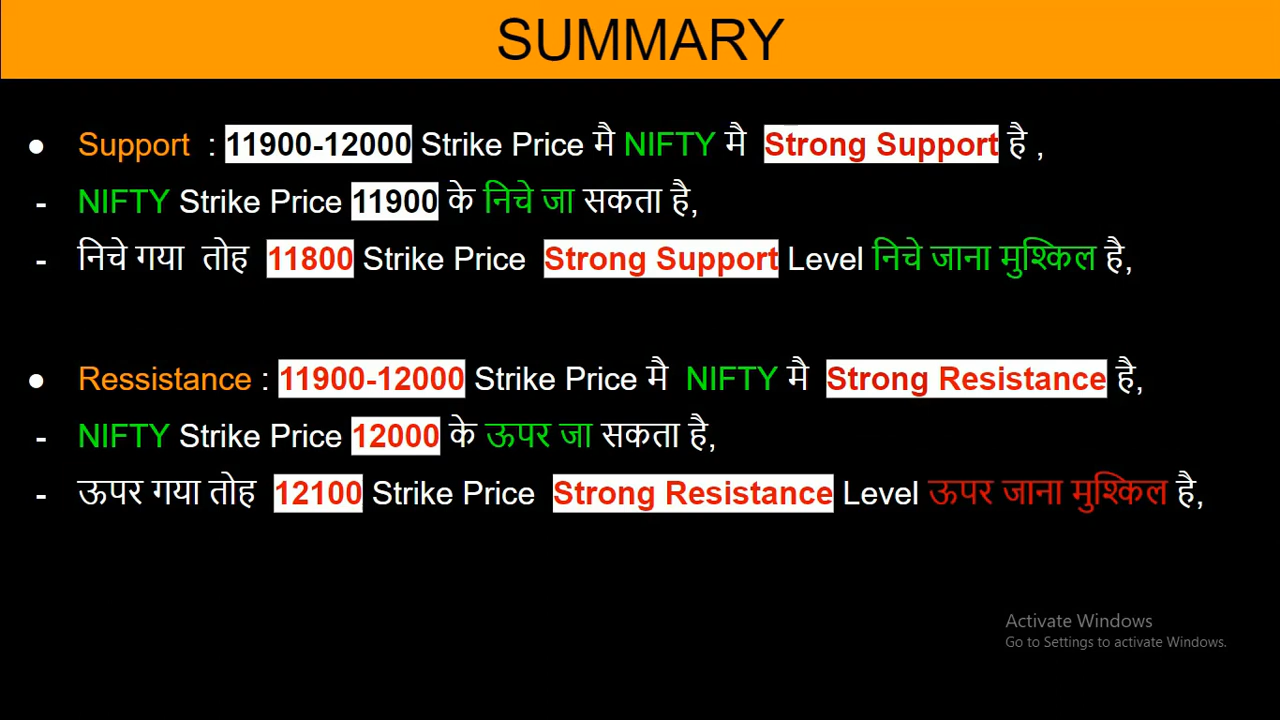 SUMMARY
● Support : 11900-12000 Strike Price मै NIFTY मै Strong Support है ,
- NIFTY Strike Price 11900 के निचे जा सकता है,
- निचे गया तोह 11800 Strike Price Strong Support Level निचे जाना मुश्किल है,
● Ressistance : 11900-12000 Strike Price मै NIFTY मै Strong Resistance है,
- NIFTY Strike Price 12000 के ऊपर जा सकता है,
- ऊपर गया तोह 12100 Strike Price Strong Resistance Level ऊपर जाना मुश्किल है,
Activate Windows
Go to Settings to activate Windows.